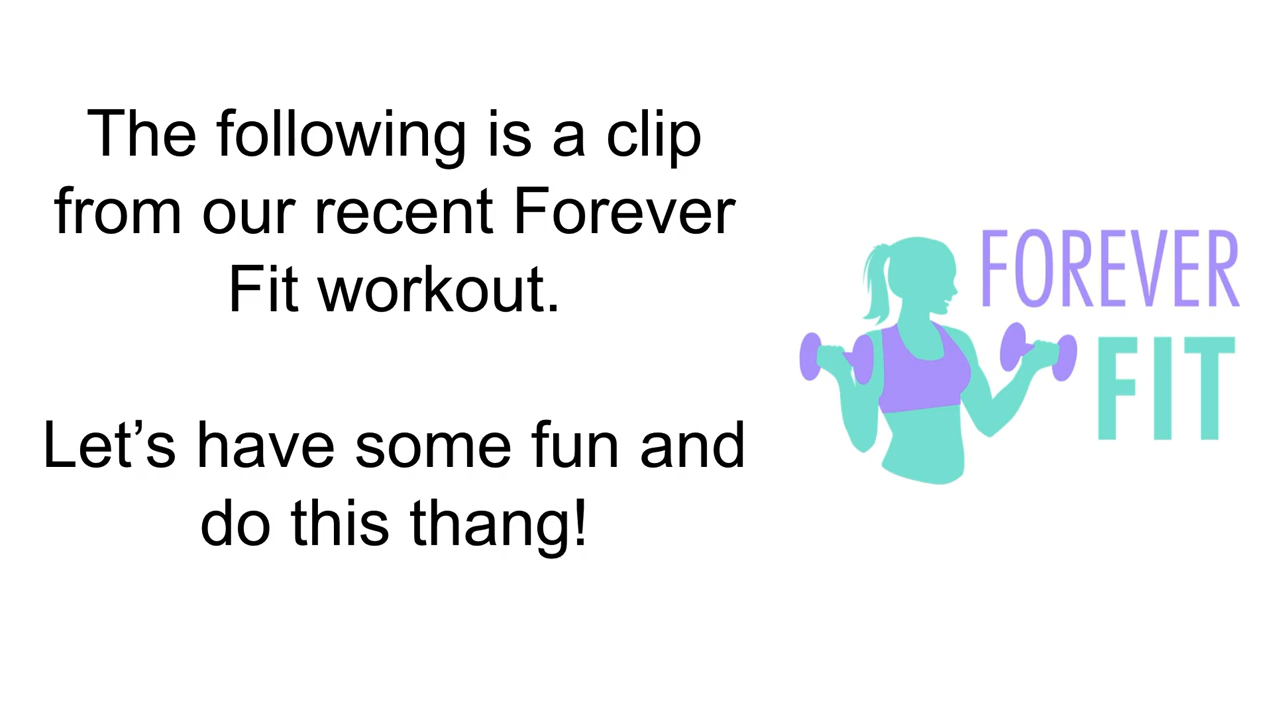 The following is a clip
from our recent Forever
Fit workout.
Let’s have some fun and
do this thang!
FOREVER
FIT